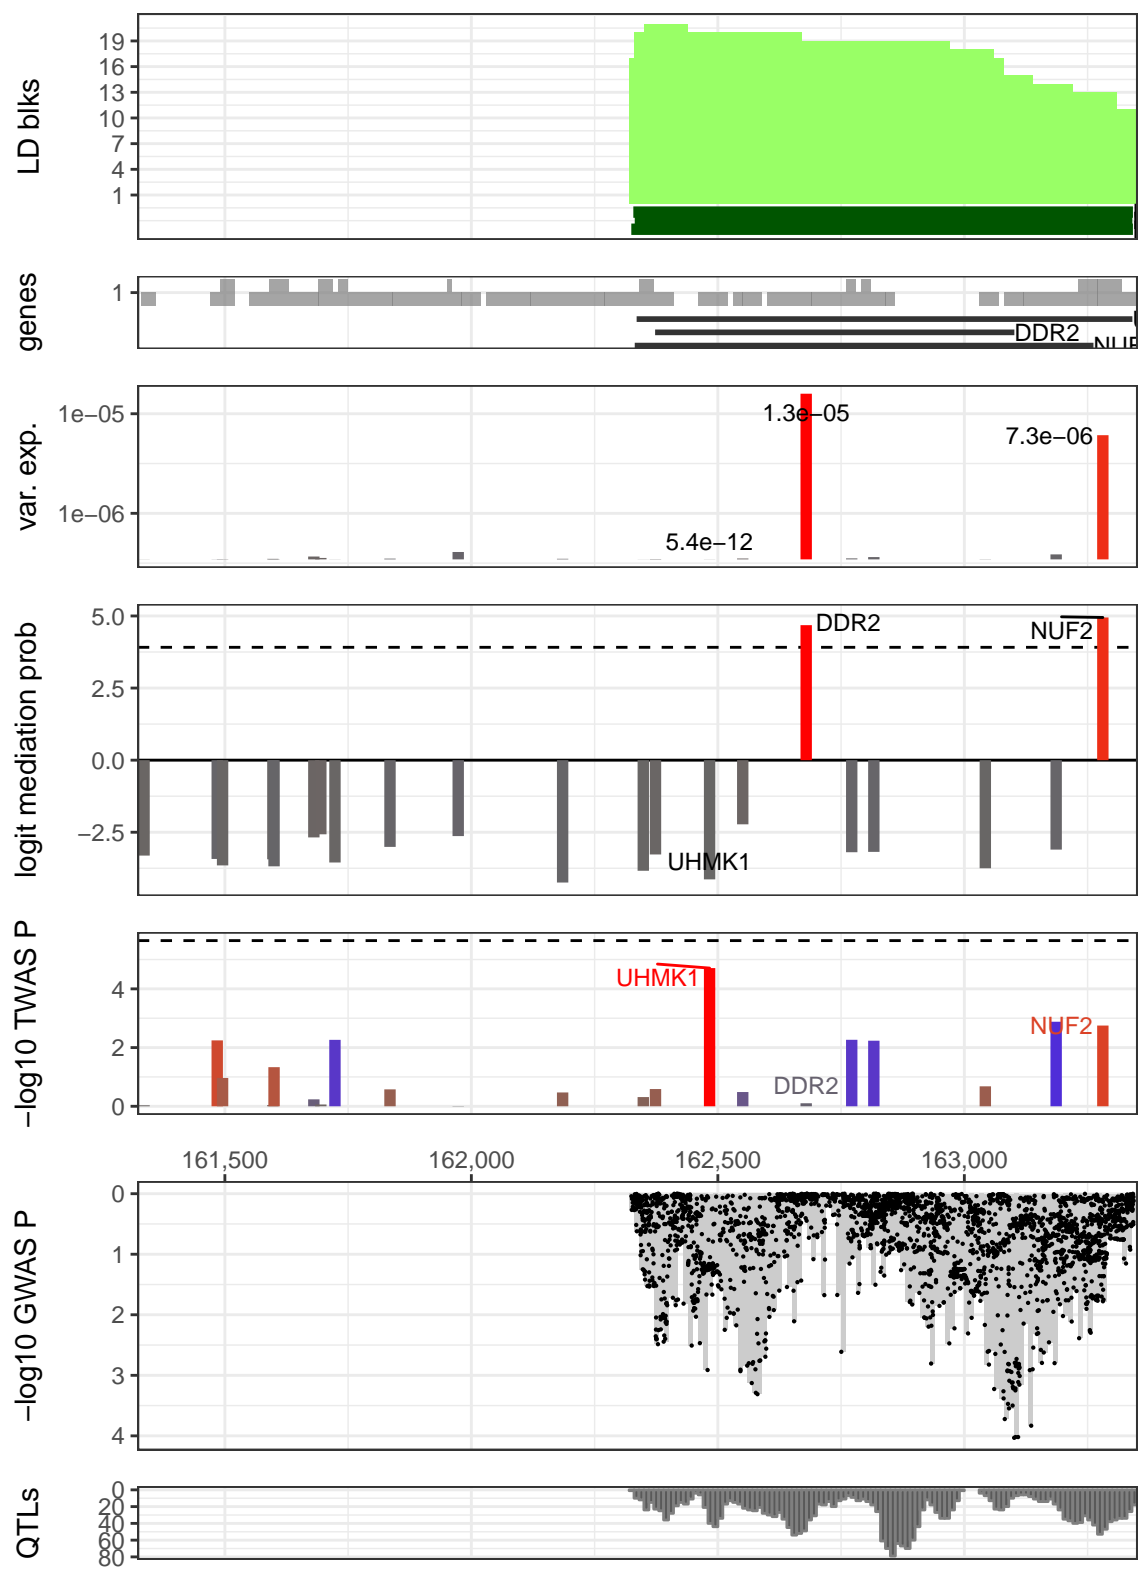 LD blks
19
16
13
10
7
4
1
genes
1
DDR2
NUF
var. exp.
1e−05
1e−06
1.3e−05
7.3e−06
5.4e−12
logit mediation prob
5.0
2.5
0.0
−2.5
DDR2
NUF2
UHMK1
−log10 TWAS P
4
2
0
UHMK1
NUF2
DDR2
161,500 162,000 162,500 163,000
−log10 GWAS P
0
1
2
3
4
QTLs
0
20
40
60
80